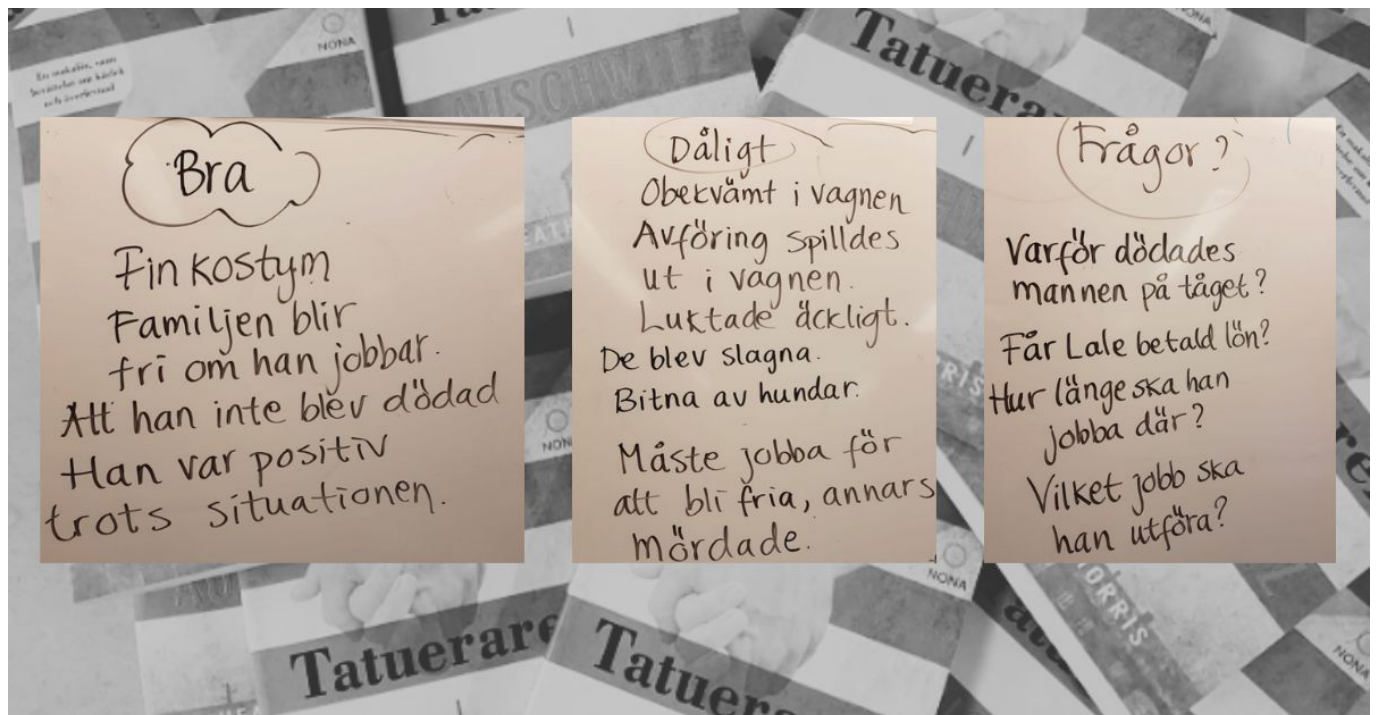 Bra
Fin kostym
Familjen blir
fri om han jobbar.
Att han inte blev dödad
Han var positiv
trots situationen.
Dåligt
Obekvämt i vagnen
Avföring spilldes
ut i vagnen.
Luktade äckligt.
De blev slagna.
Bitna av hundar.
Måste jobba för
att bli fria, annars
mördade.
Frågor?
Varför dödades
mannen på tåget?
Får Lale betald lön?
Hur länge ska han
jobba där?
Vilket jobb ska
han utföra?
NONA
AUSCHWITZ
Tatuerare
NONA
NONA
MORRIS
NONA
Tatuerare
Tatuerare